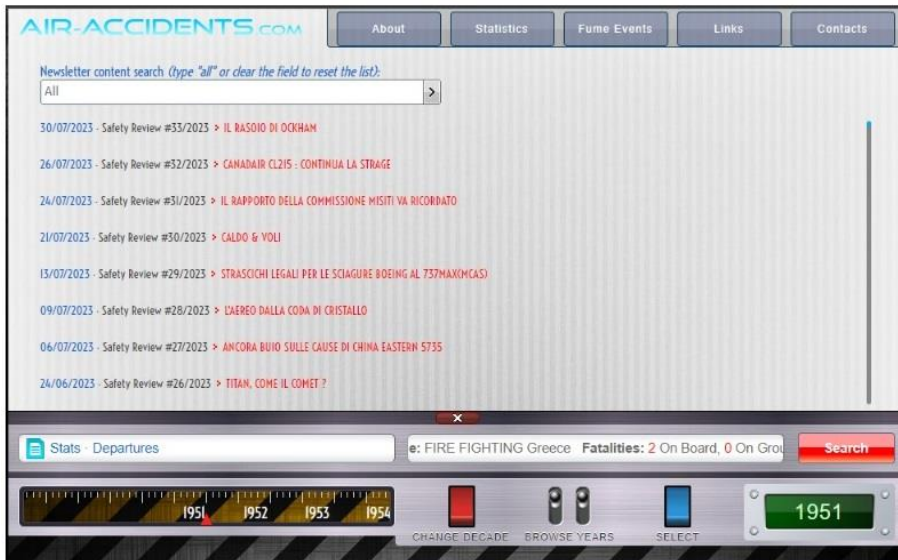 AIR-ACCIDENTS.COM
About
Statistics
Fume Events
Links
Contacts
Newsletter content search (type "all" or clear the field to reset the list):
All
30/07/2023 - Safety Review #33/2023 > IL RASOIO DI OCKHAM
26/07/2023 - Safety Review #32/2023 > CANADAIR CL215 : CONTINUA LA STRAGE
24/07/2023 - Safety Review #31/2023 > IL RAPPORTO DELLA COMMISSIONE MISITI VA RICORDATO
21/07/2023 - Safety Review #30/2023 > CALDO & VOLI
13/07/2023 - Safety Review #29/2023 > STRASCICHI LEGALI PER LE SCIAGURE BOEING AL 737MAX(MCAS)
09/07/2023 - Safety Review #28/2023 > L'AEREO DALLA CODA DI CRISTALLO
06/07/2023 - Safety Review #27/2023 > ANCORA BUIO SULLE CAUSE DI CHINA EASTERN 5735
24/06/2023 - Safety Review #26/2023 > TITAN, COME IL COMET ?
X
Stats - Departures
e: FIRE FIGHTING Greece Fatalities: 2 On Board, 0 On Grou
Search
1951 1952 1953 1954
CHANGE DECADE
BROWSE YEARS
SELECT
1951